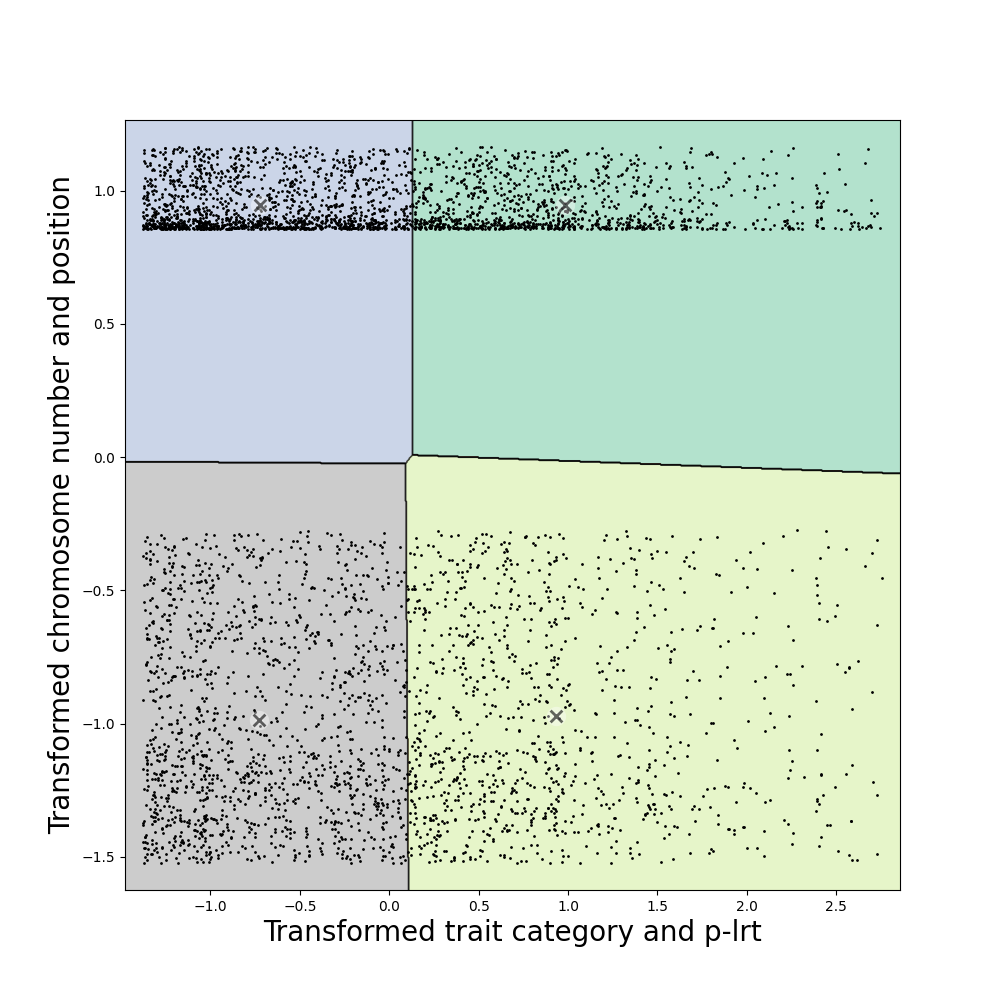 Transformed chromosome number and position
1.0
0.5
0.0
−0.5
−1.0
−1.5
−1.0 −0.5 0.0 0.5 1.0 1.5 2.0 2.5
Transformed trait category and p-lrt